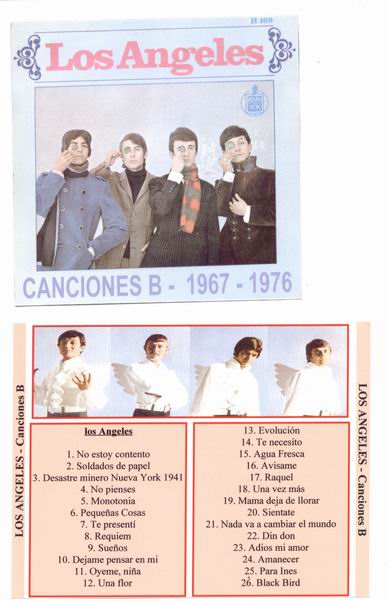 H 168
Los Angeles
HISPA
VOX
CANCIONES B - 1967 - 1976
LOS ANGELES - Canciones B
los Angeles
1. No estoy contento
2. Soldados de papel
3. Desastre minero Nueva York 1941
4. No pienses
5. Monotonia
6. Pequeñas Cosas
7. Te presentí
8. Requiem
9. Sueños
10. Dejame pensar en mi
11. Oyeme, niña
12. Una flor
13. Evolución
14. Te necesito
15. Agua Fresca
16. Avisame
17. Raquel
18. Una vez más
19. Mama deja de llorar
20. Sientate
21. Nada va a cambiar el mundo
22. Din don
23. Adios mi amor
24. Amanecer
25. Para Ines
26. Black Bird
LOS ANGELES - Canciones B